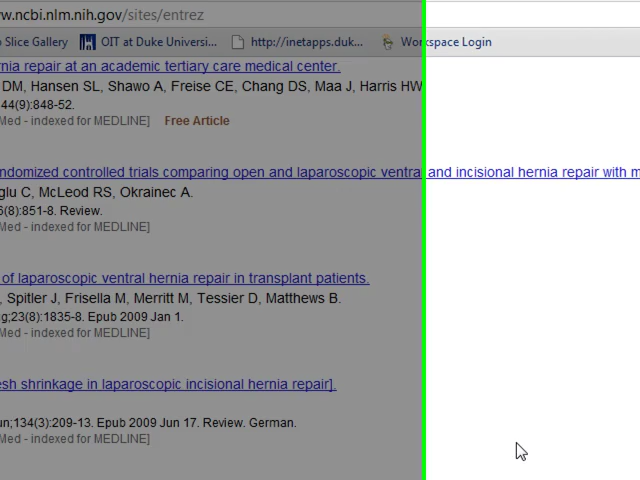 w.ncbi.nlm.nih.gov/sites/entrez
Slice Gallery OIT at Duke Universi... http://inetapps.duk... Workspace Login
rnia repair at an academic tertiary care medical center.
DM, Hansen SL, Shawo A, Freise CE, Chang DS, Maa J, Harris HW
44(9):848-52.
Med - indexed for MEDLINE] Free Article
ndomized controlled trials comparing open and laparoscopic ventral and incisional hernia repair with m
glu C, McLeod RS, Okrainec A.
6(8):851-8. Review.
Med - indexed for MEDLINE]
of laparoscopic ventral hernia repair in transplant patients.
, Spitler J, Frisella M, Merritt M, Tessier D, Matthews B.
g;23(8):1835-8. Epub 2009 Jan 1.
Med - indexed for MEDLINE]
esh shrinkage in laparoscopic incisional hernia repair].
un;134(3):209-13. Epub 2009 Jun 17. Review. German.
Med - indexed for MEDLINE]